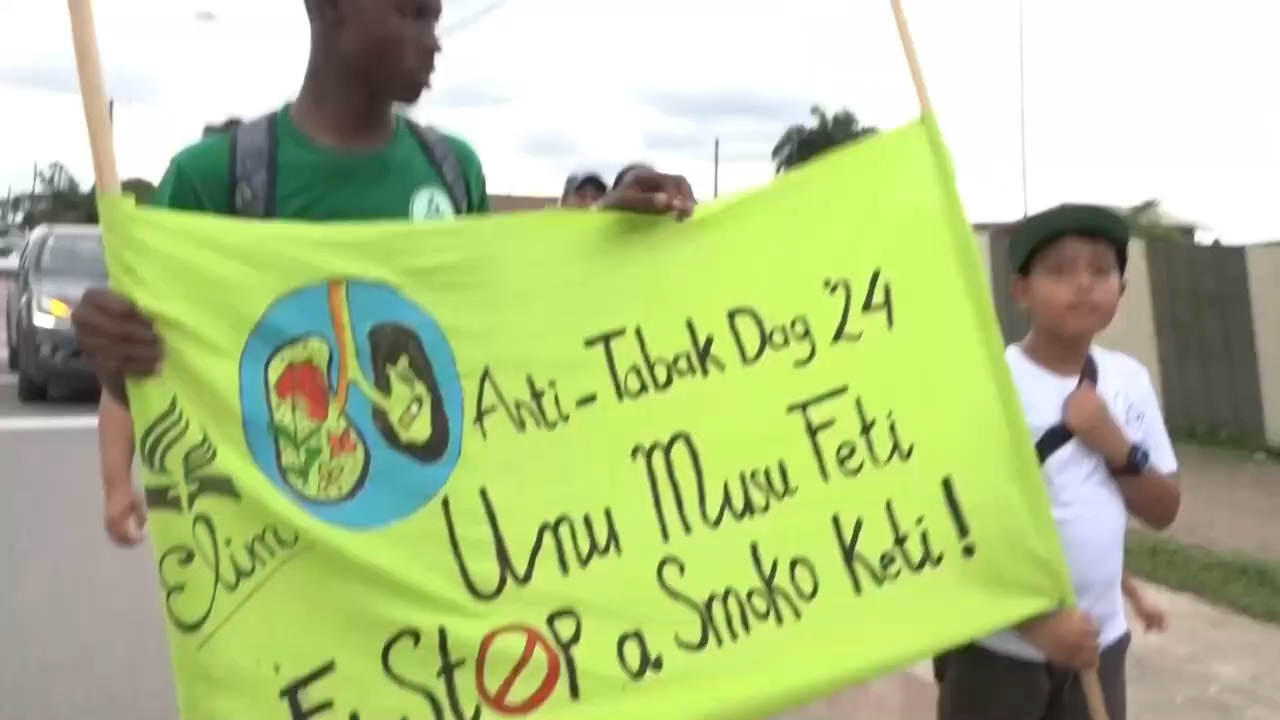 Anti-Tabak Dag '24
Unu Musu Feti
Elim
F. StOP a Smoko Keti!